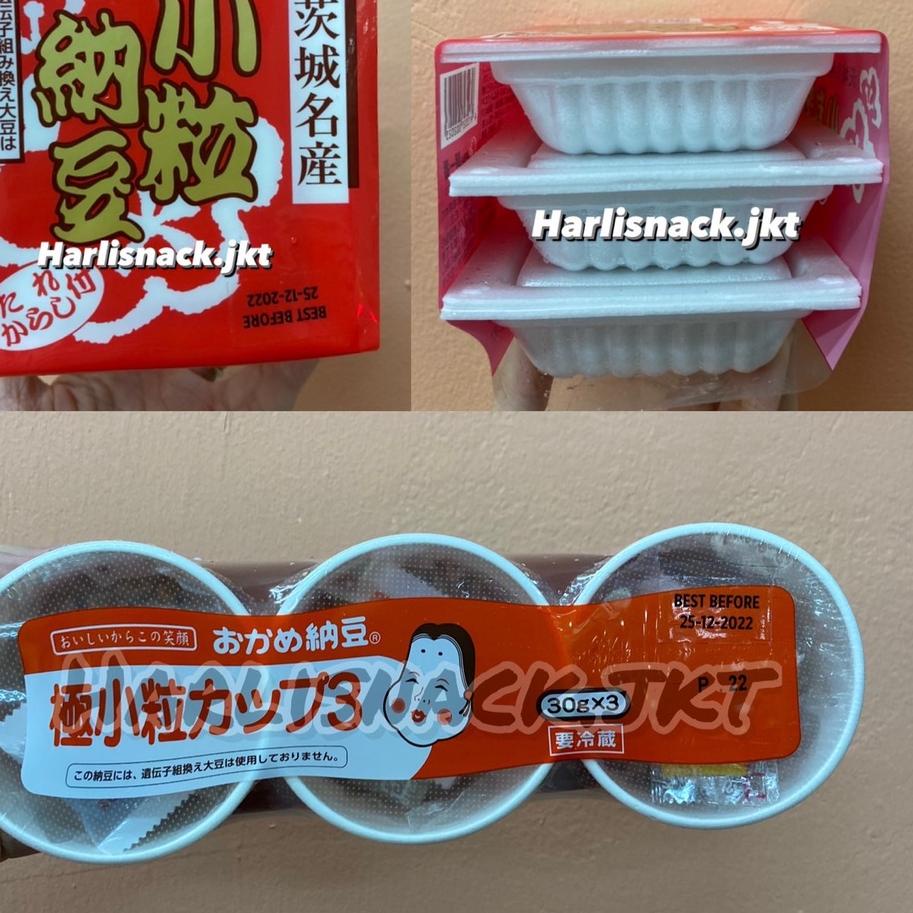 小粒
納豆
茨城名産
伝子組み換え大豆は
Harlisnack.jkt
たれ
からし付
BEST BEFORE
25-12-2022
Harlisnack.jkt
おいしいからこの笑顔
おかめ納豆®
極小粒カップ3
この納豆には、遺伝子組換え大豆は使用しておりません。
30g×3
要冷蔵
BEST BEFORE
25-12-2022
HARLISNACK.JKT